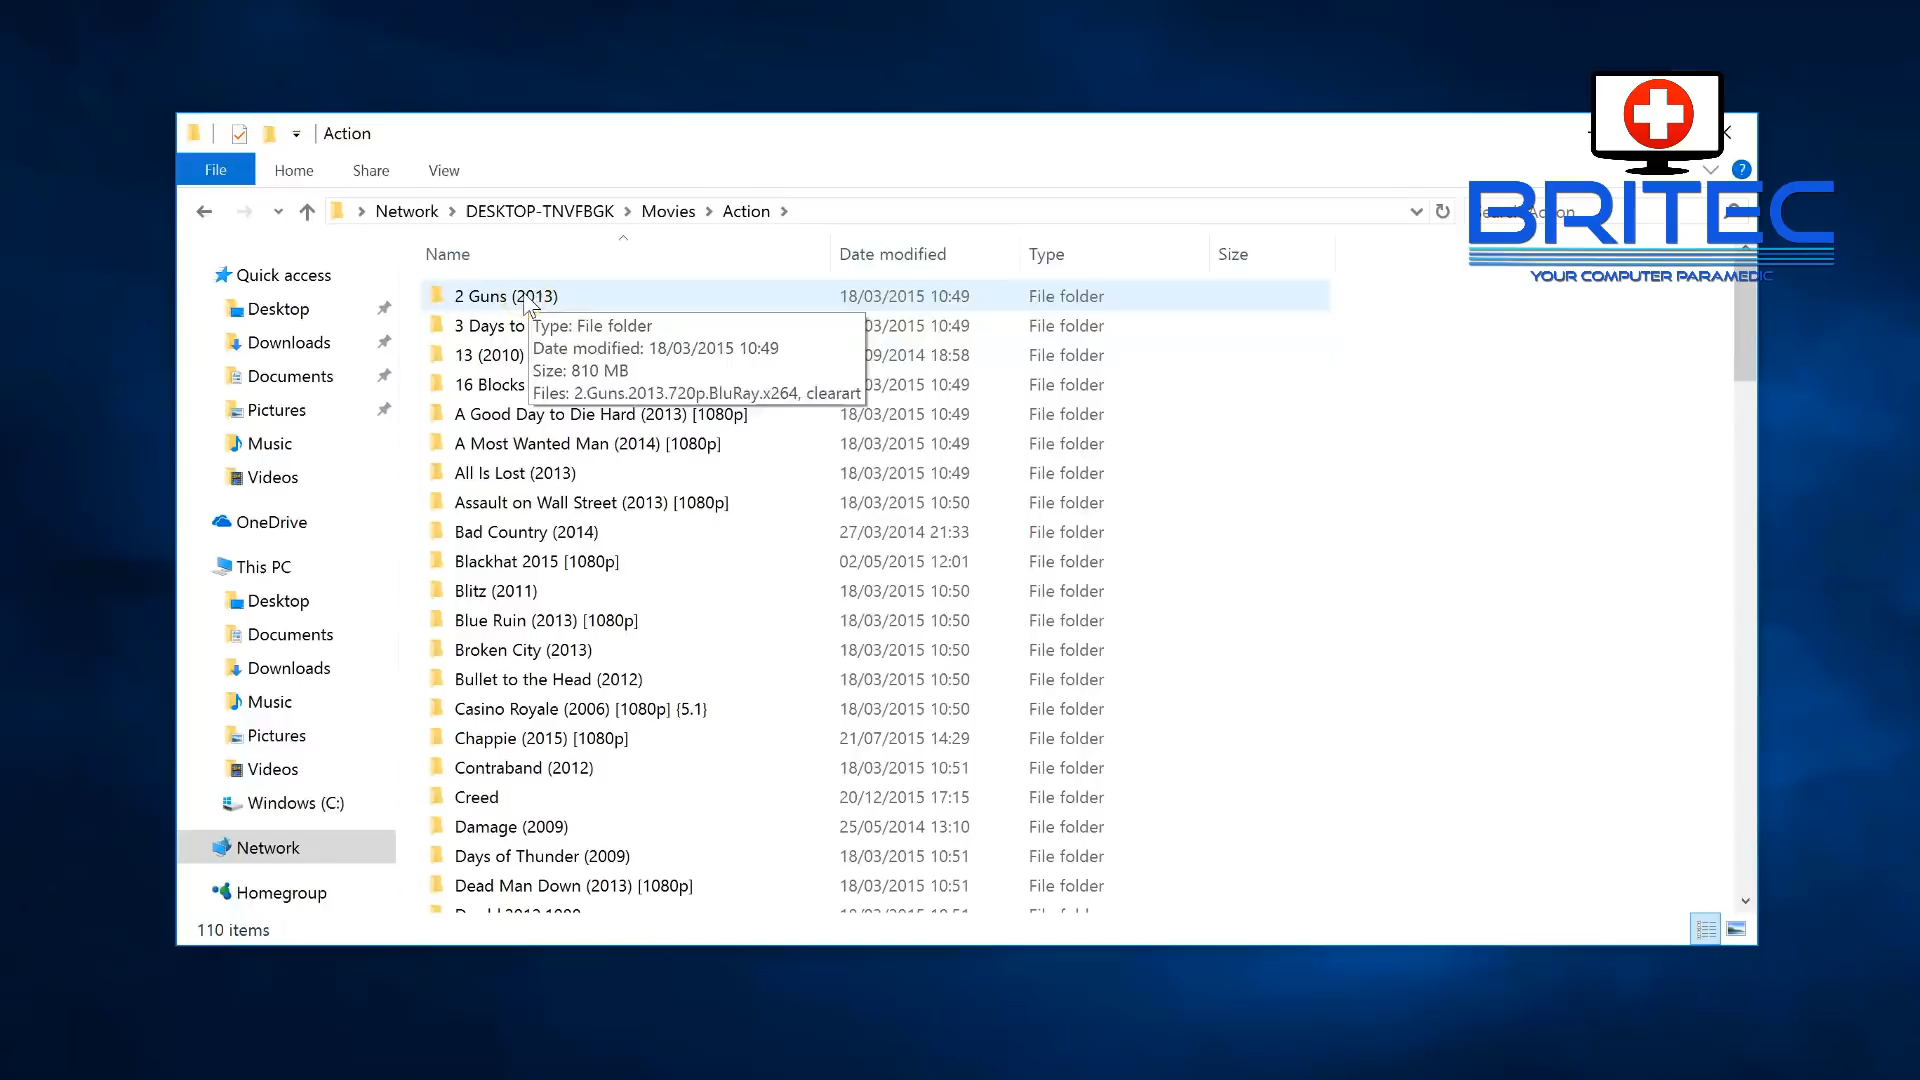 Action
File Home Share View
Network DESKTOP-TNVFBGK Movies Action
BRITEC
YOUR COMPUTER PARAMEDIC
Name Date modified Type Size
Quick access
Desktop
Downloads
Documents
Pictures
Music
Videos
OneDrive
This PC
Desktop
Documents
Downloads
Music
Pictures
Videos
Windows (C:)
Network
Homegroup
2 Guns (2013) 18/03/2015 10:49 File folder
3 Days to 03/2015 10:49 File folder
13 (2010) 09/2014 18:58 File folder
16 Blocks 03/2015 10:49 File folder
Type: File folder
Date modified: 18/03/2015 10:49
Size: 810 MB
Files: 2.Guns.2013.720p.BluRay.x264, clearart
A Good Day to Die Hard (2013) [1080p] 18/03/2015 10:49 File folder
A Most Wanted Man (2014) [1080p] 18/03/2015 10:49 File folder
All Is Lost (2013) 18/03/2015 10:49 File folder
Assault on Wall Street (2013) [1080p] 18/03/2015 10:50 File folder
Bad Country (2014) 27/03/2014 21:33 File folder
Blackhat 2015 [1080p] 02/05/2015 12:01 File folder
Blitz (2011) 18/03/2015 10:50 File folder
Blue Ruin (2013) [1080p] 18/03/2015 10:50 File folder
Broken City (2013) 18/03/2015 10:50 File folder
Bullet to the Head (2012) 18/03/2015 10:50 File folder
Casino Royale (2006) [1080p] {5.1} 18/03/2015 10:50 File folder
Chappie (2015) [1080p] 21/07/2015 14:29 File folder
Contraband (2012) 18/03/2015 10:51 File folder
Creed 20/12/2015 17:15 File folder
Damage (2009) 25/05/2014 13:10 File folder
Days of Thunder (2009) 18/03/2015 10:51 File folder
Dead Man Down (2013) [1080p] 18/03/2015 10:51 File folder
110 items